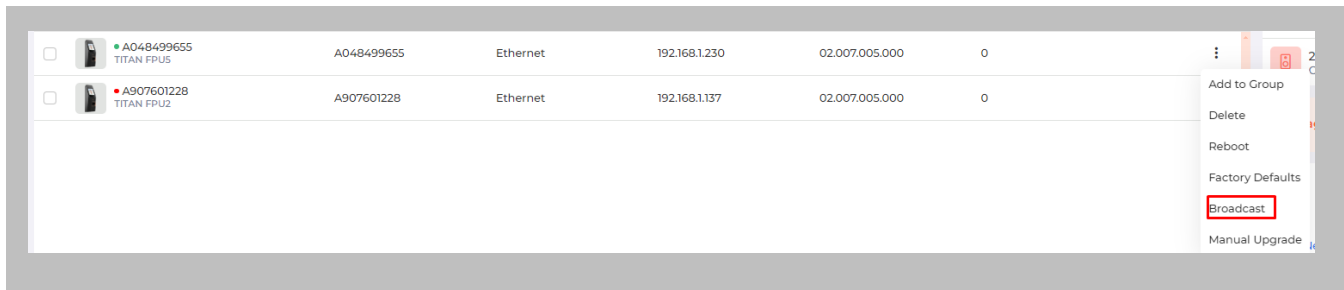 A048499655 A048499655 Ethernet 192.168.1.230 02.007.005.000 0
TITAN FPU5
A907601228 A907601228 Ethernet 192.168.1.137 02.007.005.000 0
TITAN FPU2
Add to Group
Delete
Reboot
Factory Defaults
Broadcast
Manual Upgrade